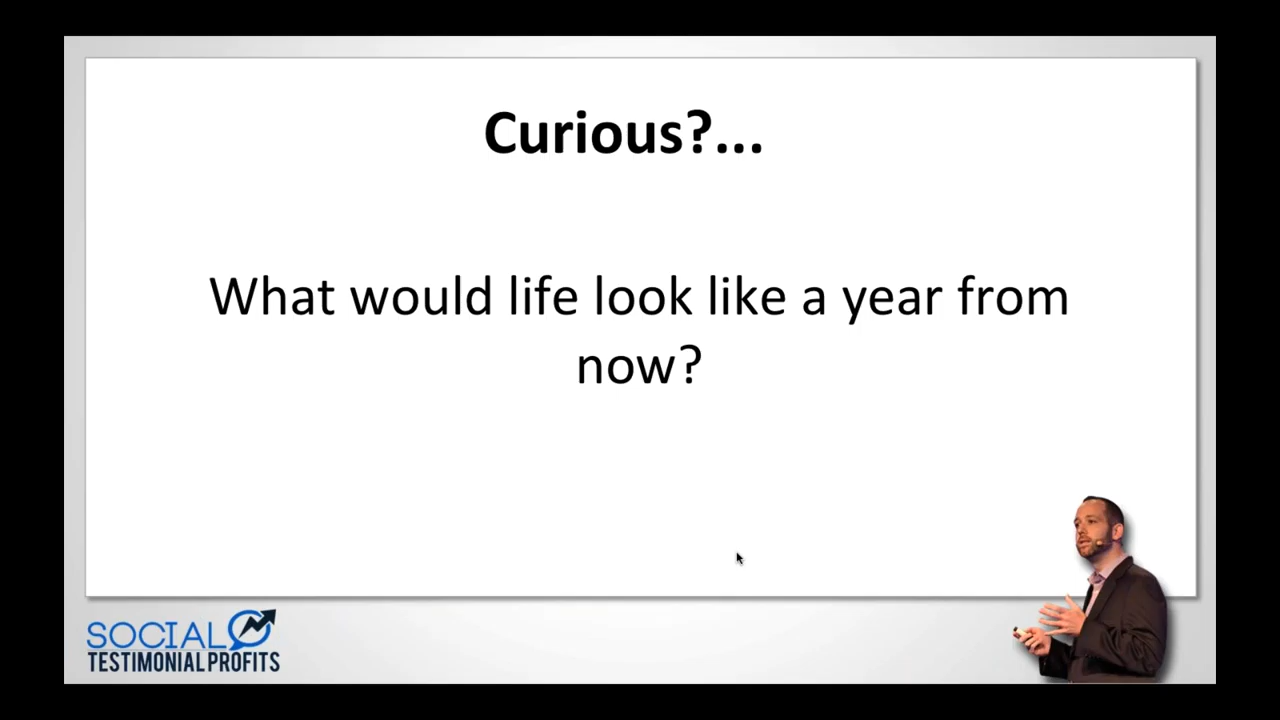 Curious?...
What would life look like a year from
now?
SOCIAL
TESTIMONIAL PROFITS